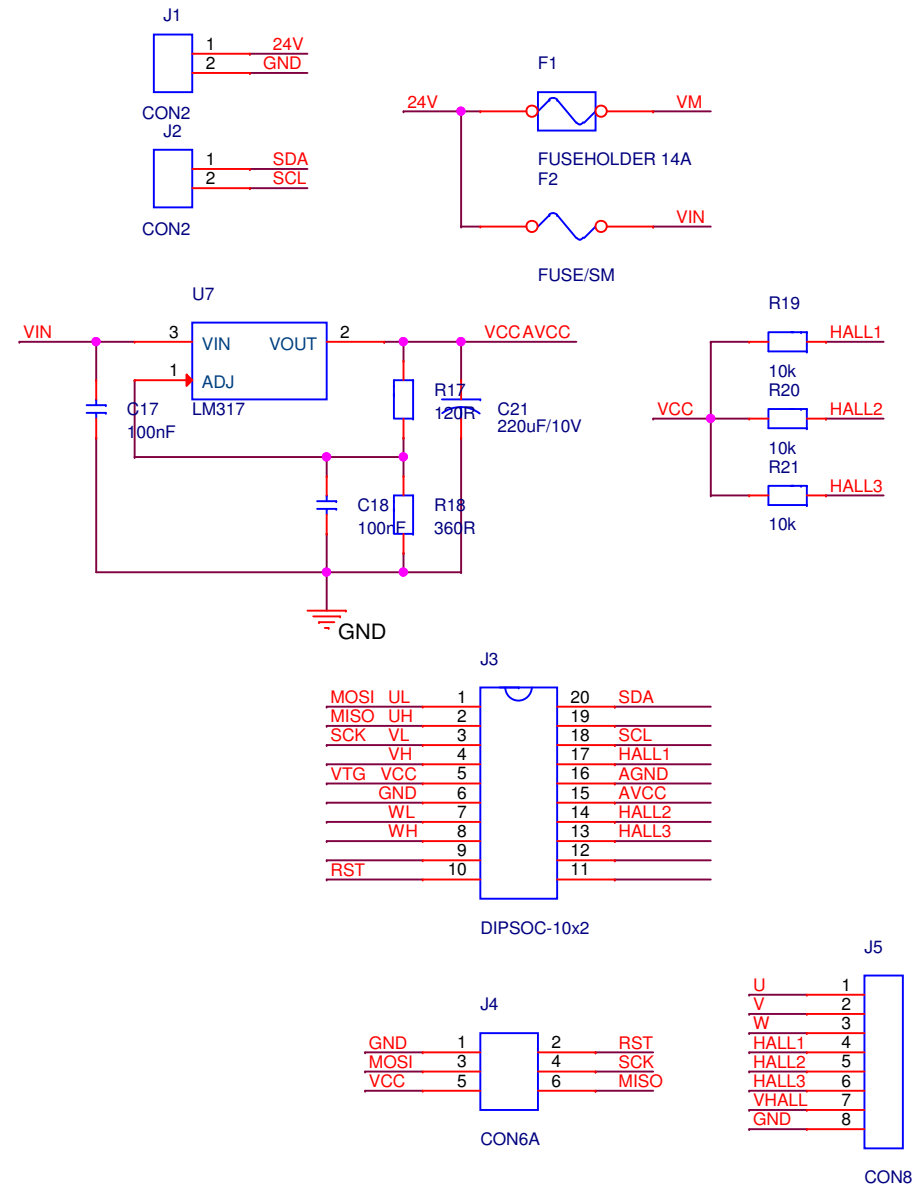 J1
1 24V
2 GND
CON2
J2
1 SDA
2 SCL
CON2
F1
24V VM
FUSEHOLDER 14A
F2
VIN
FUSE/SM
U7
VIN 3 VIN VOUT 2 VCC AVCC
1 ADJ
LM317
C17
100nF
R17
120R
C21
220uF/10V
C18
100nF
R18
360R
GND
R19
HALL1
10k
R20
VCC HALL2
10k
R21
HALL3
10k
J3
MOSI UL 1 20 SDA
MISO UH 2 19
SCK VL 3 18 SCL
VH 4 17 HALL1
VTG VCC 5 16 AGND
GND 6 15 AVCC
WL 7 14 HALL2
WH 8 13 HALL3
9 12
RST 10 11
DIPSOC-10x2
J4
GND 1 2 RST
MOSI 3 4 SCK
VCC 5 6 MISO
CON6A
J5
U 1
V 2
W 3
HALL1 4
HALL2 5
HALL3 6
VHALL 7
GND 8
CON8